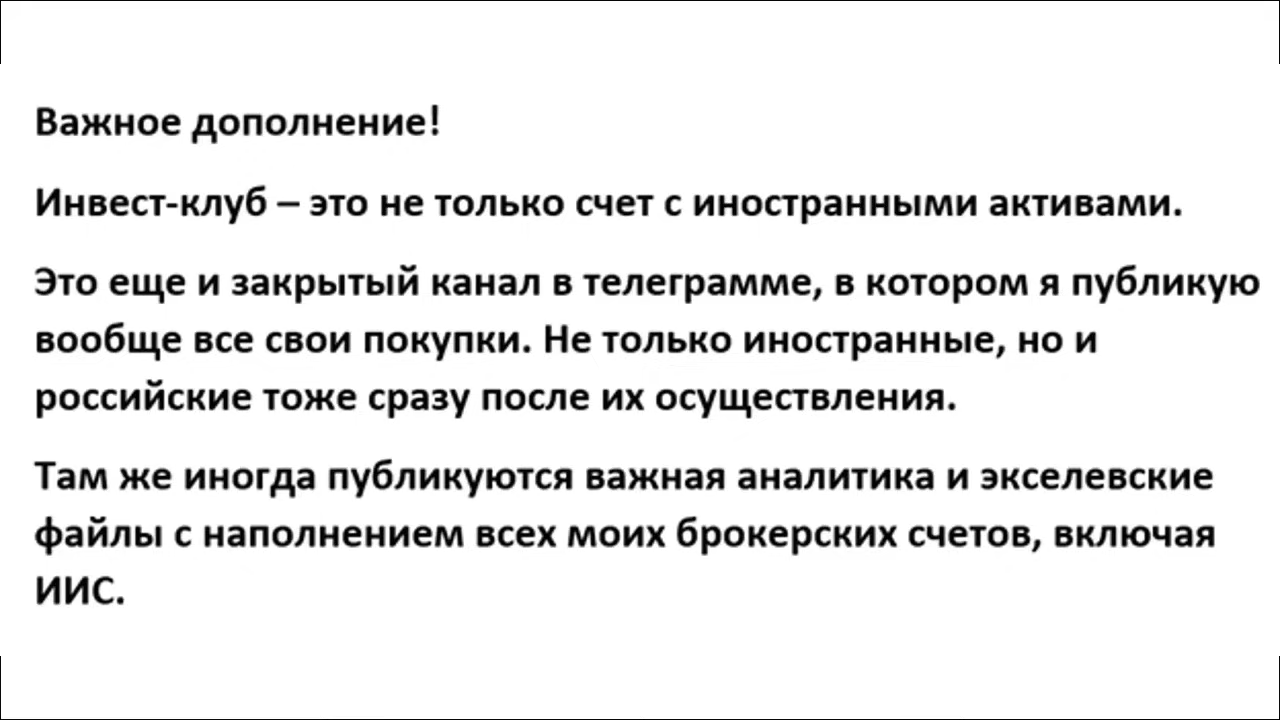 Важное дополнение!
Инвест-клуб – это не только счет с иностранными активами.
Это еще и закрытый канал в телеграмме, в котором я публикую
вообще все свои покупки. Не только иностранные, но и
российские тоже сразу после их осуществления.
Там же иногда публикуются важная аналитика и экселевские
файлы с наполнением всех моих брокерских счетов, включая
ИИС.